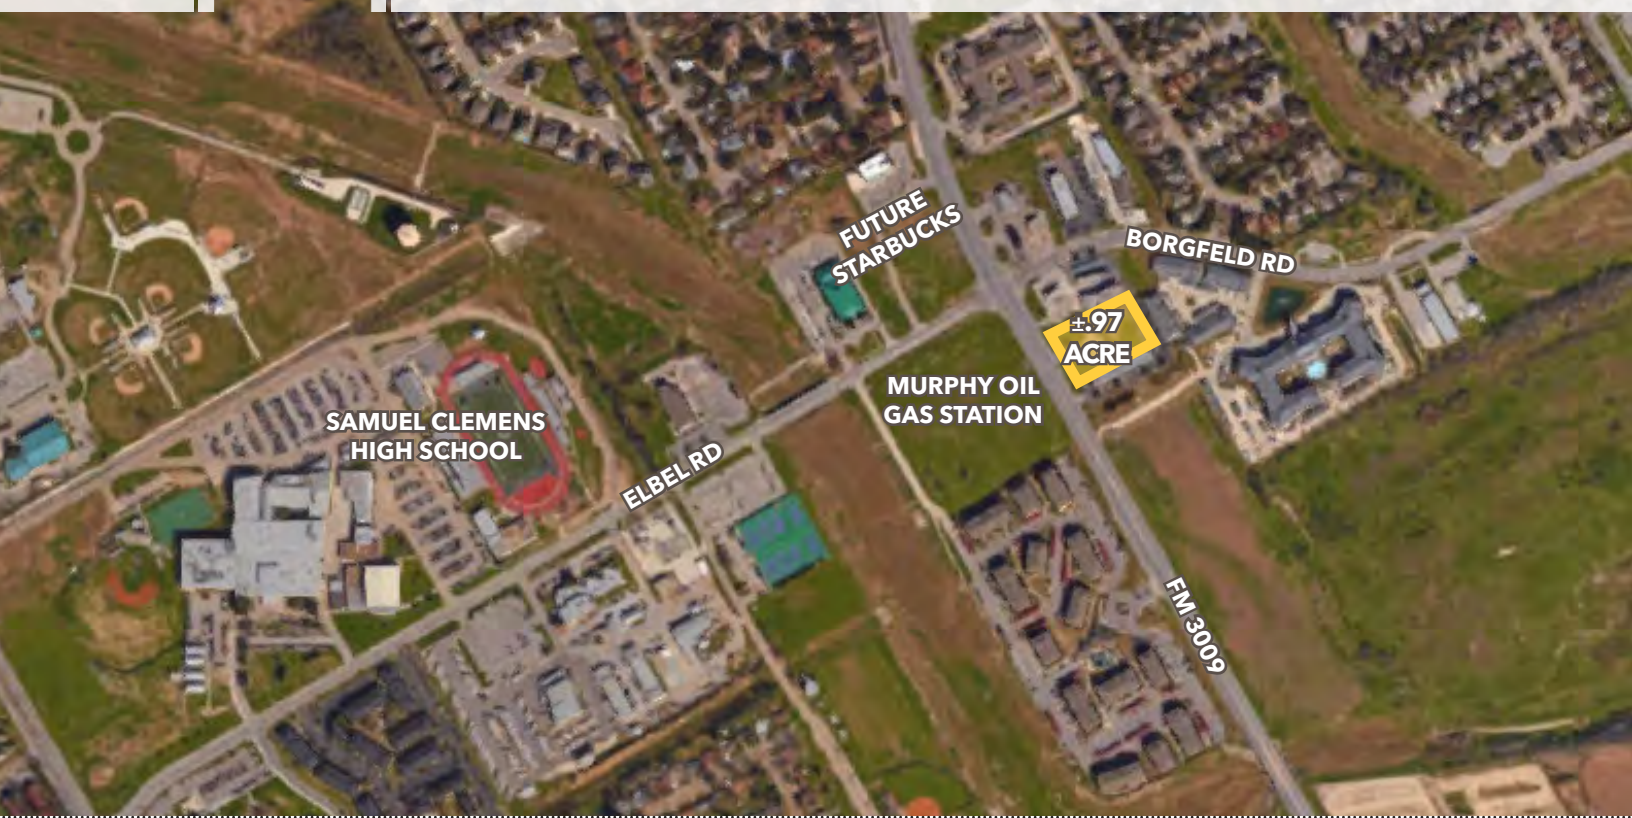 FUTURE
STARBUCKS
BORGFELD RD
±.97
ACRE
MURPHY OIL
GAS STATION
SAMUEL CLEMENS
HIGH SCHOOL
ELBEL RD
FM 3009